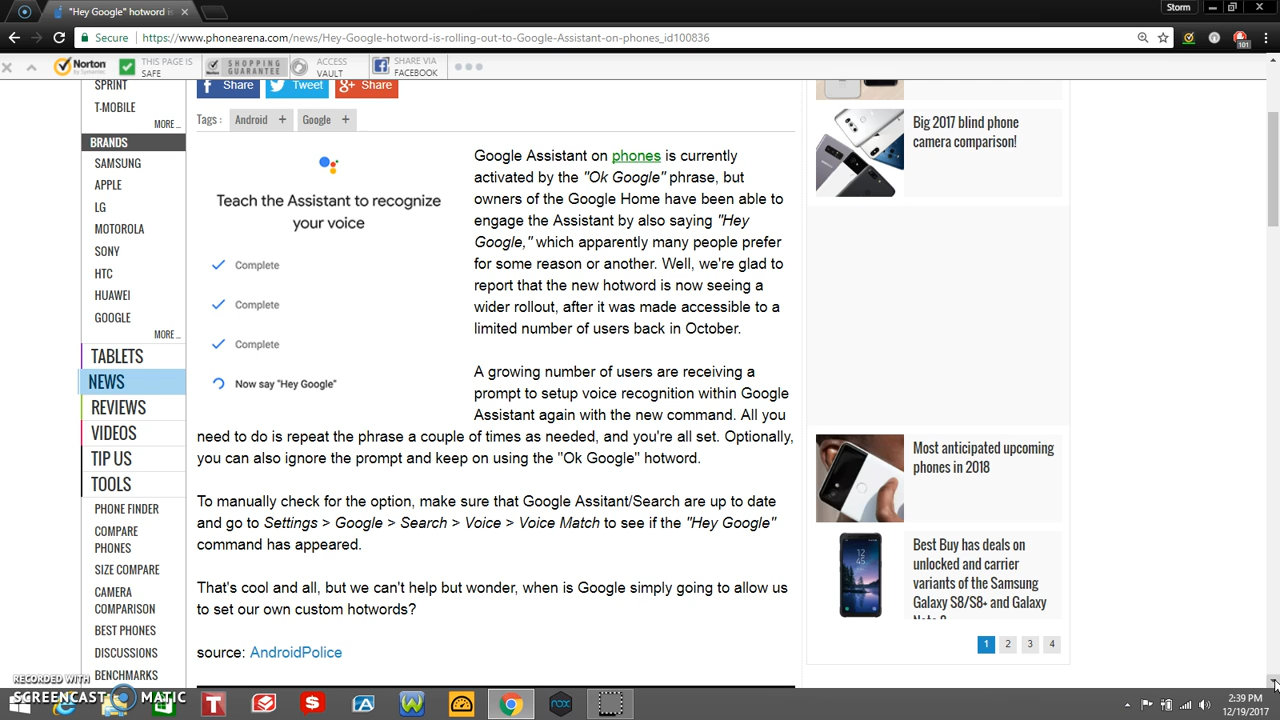 "Hey Google" hotword is
Storm
Secure
https://www.phonearena.com/news/Hey-Google-hotword-is-rolling-out-to-Google-Assistant-on-phones_id100836
101
Norton
by Symantec
THIS PAGE IS
SAFE
SHOPPING
GUARANTEE
ACCESS
VAULT
SHARE VIA
FACEBOOK
SPRINT
T-MOBILE
MORE ...
BRANDS
SAMSUNG
APPLE
LG
MOTOROLA
SONY
HTC
HUAWEI
GOOGLE
MORE ...
TABLETS
NEWS
REVIEWS
VIDEOS
TIP US
TOOLS
PHONE FINDER
COMPARE
PHONES
SIZE COMPARE
CAMERA
COMPARISON
BEST PHONES
DISCUSSIONS
BENCHMARKS
Share
Tweet
Share
Tags :
Android +
Google +
Teach the Assistant to recognize
your voice
Complete
Complete
Complete
Now say "Hey Google"
Google Assistant on phones is currently
activated by the "Ok Google" phrase, but
owners of the Google Home have been able to
engage the Assistant by also saying "Hey
Google," which apparently many people prefer
for some reason or another. Well, we're glad to
report that the new hotword is now seeing a
wider rollout, after it was made accessible to a
limited number of users back in October.
A growing number of users are receiving a
prompt to setup voice recognition within Google
Assistant again with the new command. All you
need to do is repeat the phrase a couple of times as needed, and you're all set. Optionally,
you can also ignore the prompt and keep on using the "Ok Google" hotword.
To manually check for the option, make sure that Google Assitant/Search are up to date
and go to Settings > Google > Search > Voice > Voice Match to see if the "Hey Google"
command has appeared.
That's cool and all, but we can't help but wonder, when is Google simply going to allow us
to set our own custom hotwords?
source: AndroidPolice
Big 2017 blind phone
camera comparison!
Most anticipated upcoming
phones in 2018
Best Buy has deals on
unlocked and carrier
variants of the Samsung
Galaxy S8/S8+ and Galaxy
Note 8
1 2 3 4
RECORDED WITH
SCREENCAST MATIC
nox
2:39 PM
12/19/2017